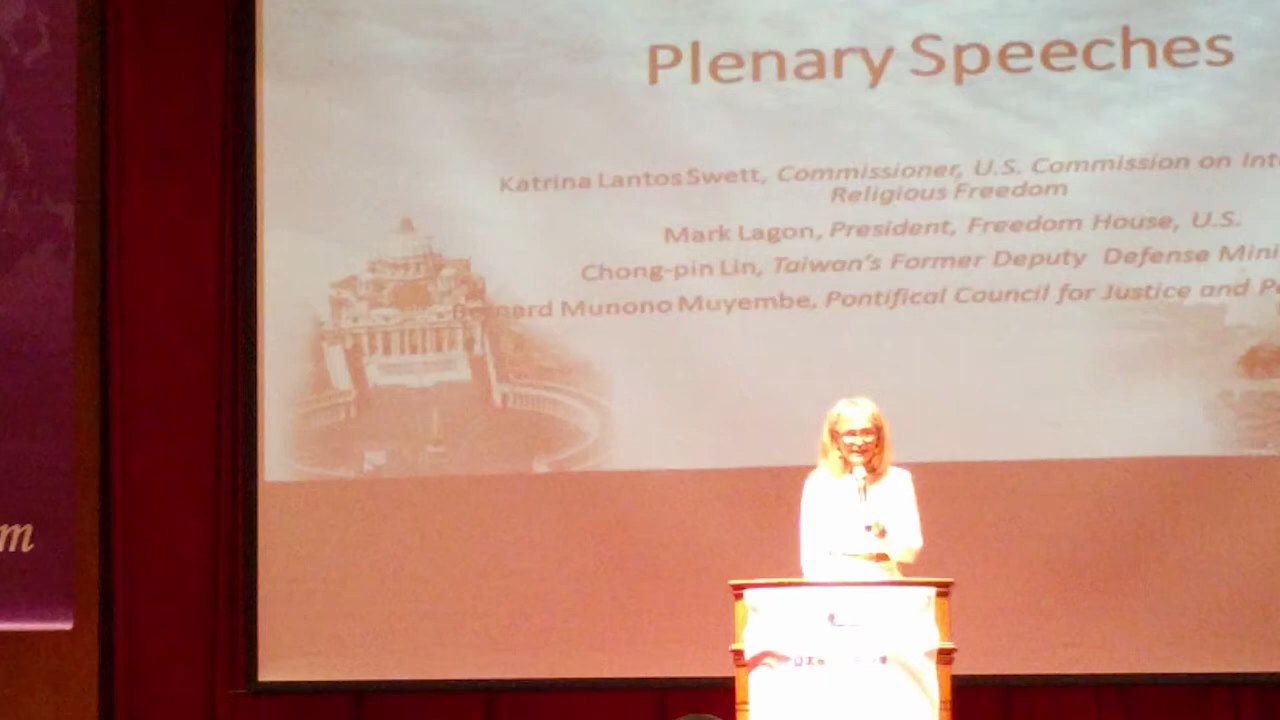 Plenary Speeches
Katrina Lantos Swett, Commissioner, U.S. Commission on Int
Religious Freedom
Mark Lagon, President, Freedom House, U.S.
Chong-pin Lin, Taiwan's Former Deputy Defense Mini
Bernard Munono Muyembe, Pontifical Council for Justice and P
m